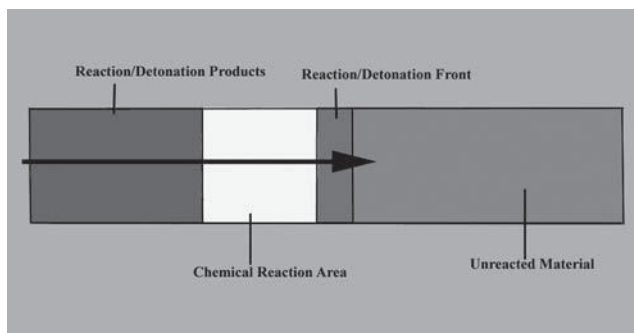 Reaction/Detonation Products
Reaction/Detonation Front
Chemical Reaction Area
Unreacted Material